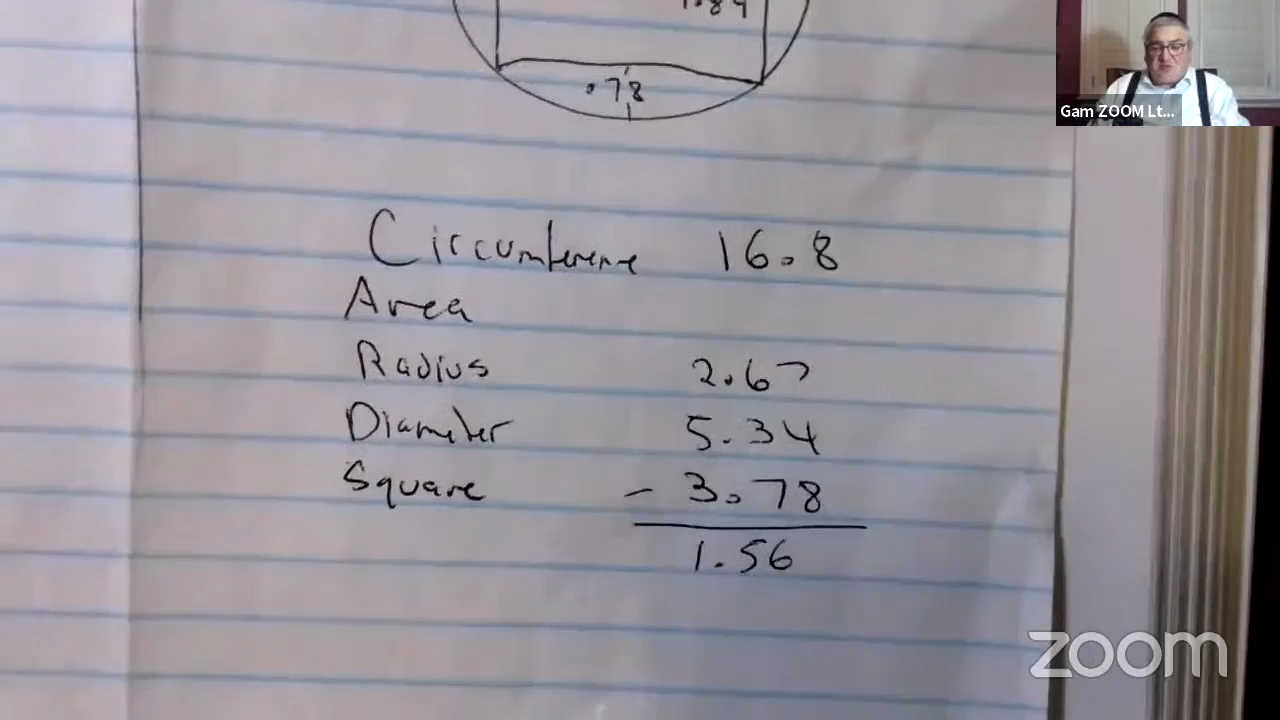 .78
Circumference 16.8
Area
Radius 2.67
Diameter 5.34
Square - 3.78
1.56
Gam ZOOM Lt...
zoom